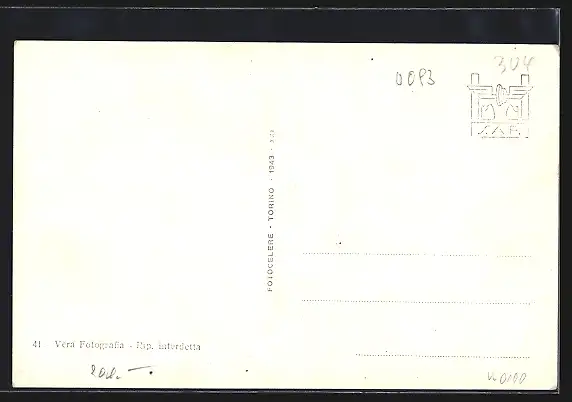 304
0093
S.A.F.
FOTOCELERE - TORINO - 1943 - XXI
41 Vera Fotografia - Rip. interdetta